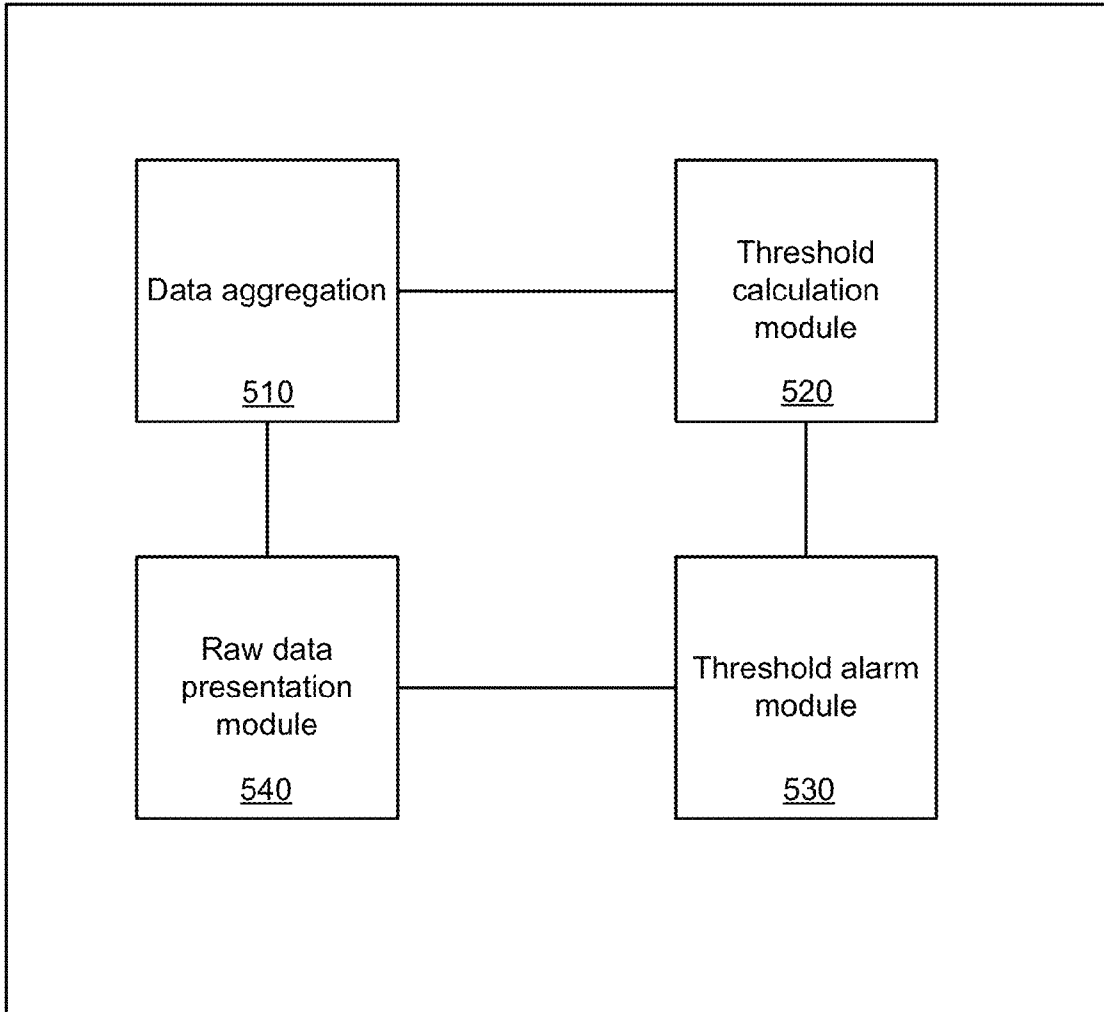 Data aggregation
510
Threshold
calculation
module
520
Raw data
presentation
module
540
Threshold alarm
module
530